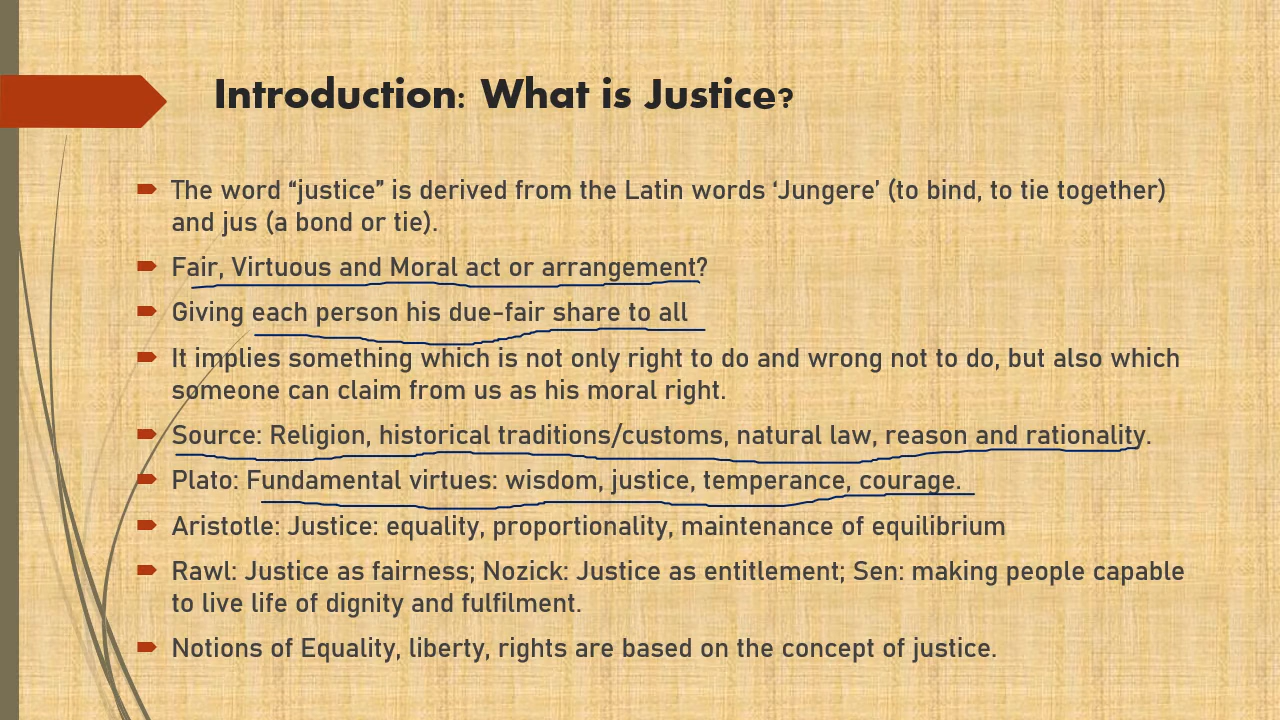 Introduction: What is Justice?
The word “justice” is derived from the Latin words ‘Jungere’ (to bind, to tie together)
and jus (a bond or tie).
Fair, Virtuous and Moral act or arrangement?
Giving each person his due-fair share to all
It implies something which is not only right to do and wrong not to do, but also which
someone can claim from us as his moral right.
Source: Religion, historical traditions/customs, natural law, reason and rationality.
Plato: Fundamental virtues: wisdom, justice, temperance, courage.
Aristotle: Justice: equality, proportionality, maintenance of equilibrium
Rawl: Justice as fairness; Nozick: Justice as entitlement; Sen: making people capable
to live life of dignity and fulfilment.
Notions of Equality, liberty, rights are based on the concept of justice.